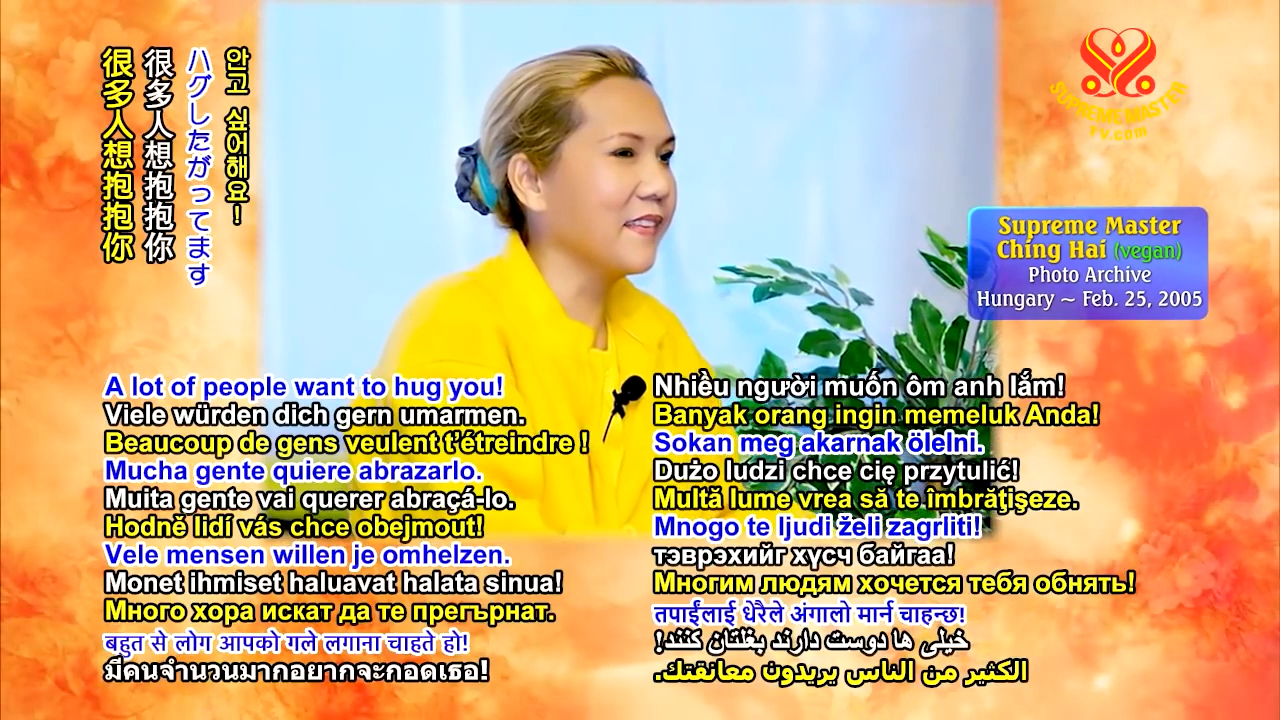 很多人想抱抱你
很多人想抱抱你
ハグしたがってます
안고 싶어해요!
SUPREME MASTER
TV.com
Supreme Master
Ching Hai (vegan)
Photo Archive
Hungary ~ Feb. 25, 2005
A lot of people want to hug you!
Viele würden dich gern umarmen.
Beaucoup de gens veulent t'étreindre !
Mucha gente quiere abrazarlo.
Muita gente vai querer abraçá-lo.
Hodně lidí vás chce obejmout!
Vele mensen willen je omhelzen.
Monet ihmiset haluavat halata sinua!
Много хора искат да те прегърнат.
बहुत से लोग आपको गले लगाना चाहते हो!
มีคนจำนวนมากอยากจะกอดเธอ!
Nhiều người muốn ôm anh lắm!
Banyak orang ingin memeluk Anda!
Sokan meg akarnak ölelni.
Dużo ludzi chce cię przytulić!
Multă lume vrea să te îmbrăţişeze.
Mnogo te ljudi želi zagrliti!
тэврэхийг хүсч байгаа!
Многим людям хочется тебя обнять!
तपाईंलाई धेरैले अंगालो मार्न चाहन्छ!
خیلی ها دوست دارند بغلتان کنند!
الكثير من الناس يريدون معانقتك.